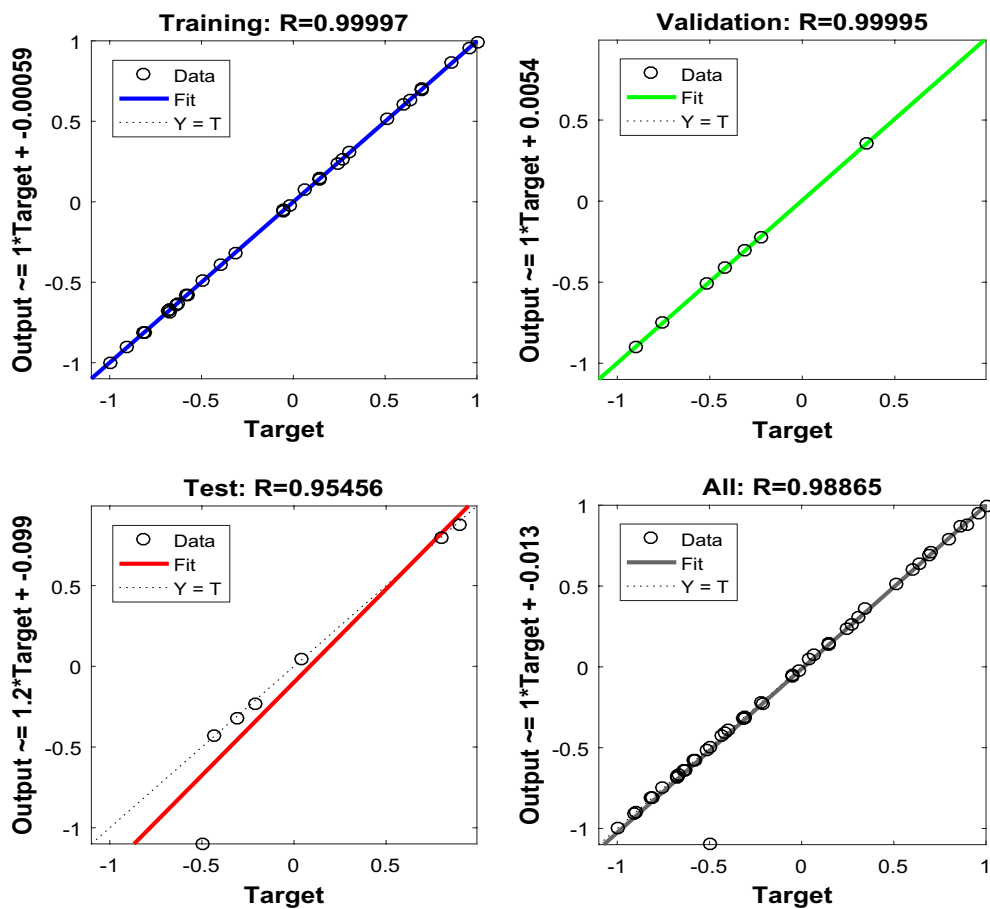 Training: R=0.99997
Output ~= 1*Target + -0.00059
1
0.5
0
-0.5
-1
Data
Fit
Y = T
-1
-0.5
0
0.5
1
Target
Validation: R=0.99995
Output ~= 1*Target + 0.0054
0.5
0
-0.5
-1
Data
Fit
Y = T
-1
-0.5
0
0.5
Target
Test: R=0.95456
Output ~= 1.2*Target + -0.099
0.5
0
-0.5
-1
Data
Fit
Y = T
-1
-0.5
0
0.5
Target
All: R=0.98865
Output ~= 1*Target + -0.013
1
0.5
0
-0.5
-1
Data
Fit
Y = T
-1
-0.5
0
0.5
1
Target